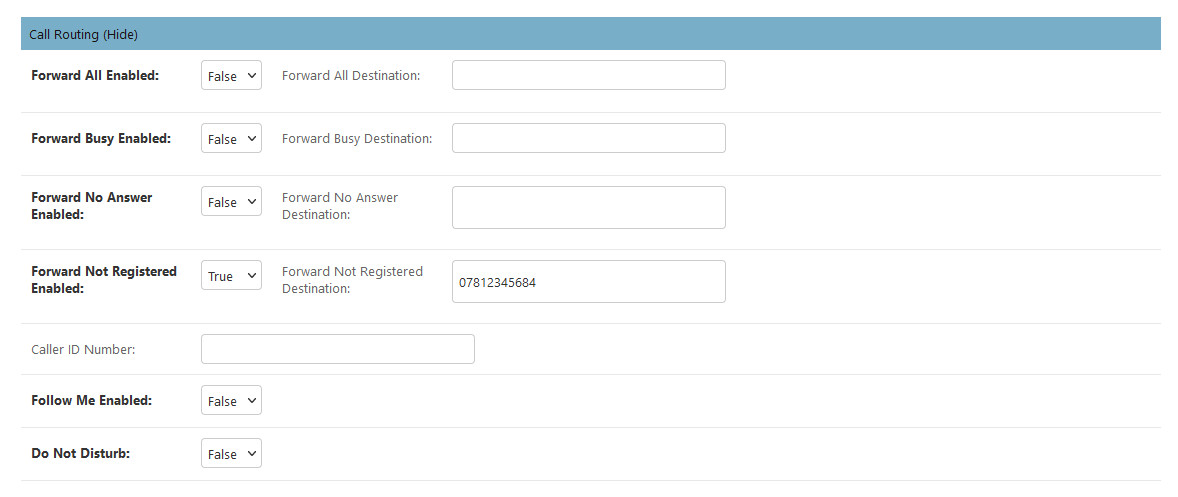 Call Routing (Hide)
Forward All Enabled: False Forward All Destination:
Forward Busy Enabled: False Forward Busy Destination:
Forward No Answer Enabled: False Forward No Answer Destination:
Forward Not Registered Enabled: True Forward Not Registered Destination: 07812345684
Caller ID Number:
Follow Me Enabled: False
Do Not Disturb: False